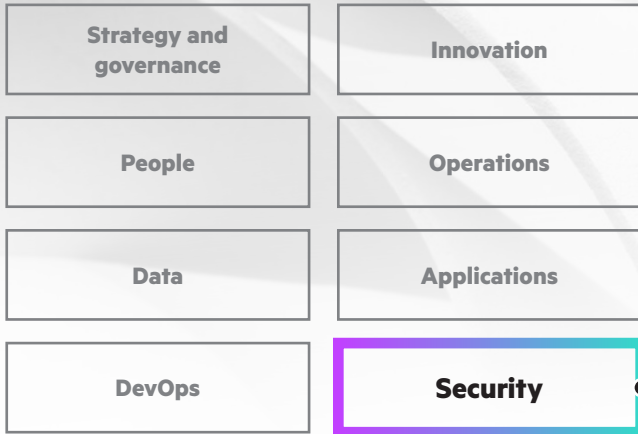 Strategy and
governance
Innovation
People
Operations
Data
Applications
DevOps
Security